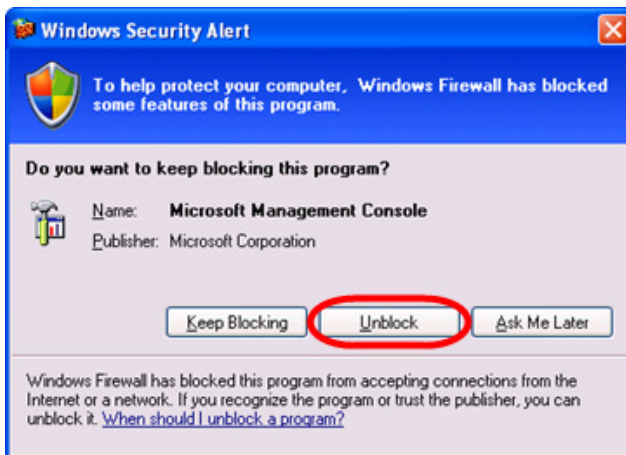 Windows Security Alert
To help protect your computer, Windows Firewall has blocked
some features of this program.
Do you want to keep blocking this program?
Name: Microsoft Management Console
Publisher: Microsoft Corporation
Keep Blocking Unblock Ask Me Later
Windows Firewall has blocked this program from accepting connections from the
Internet or a network. If you recognize the program or trust the publisher, you can
unblock it. When should I unblock a program?